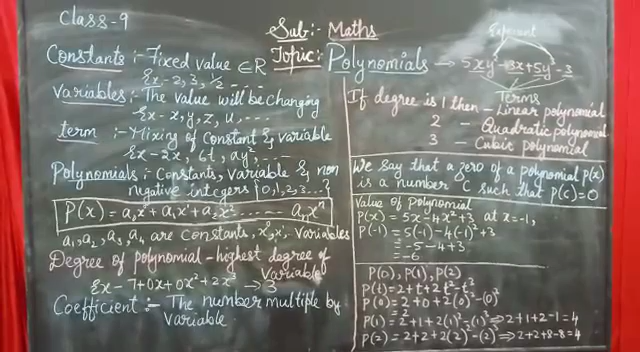 Class-9
Sub:- Maths
Topic:- Polynomials → 5xy² - 3x + 5y² - 3
Exponent
Terms
Constants :- Fixed value ∈ R
Ex - 2, 3, 1/2 ....
Variables :- The value will be changing
Ex - x, y, z, u, ....
term :- Mixing of Constant & variable
Ex - 2x, 6t, ay², ....
Polynomials :- Constants, Variable & non
negative integers {0,1,2,3...}
a₁, a₂, a₃, a₄ are Constants, x⁰, x¹, Variables
Degree of polynomial - highest degree of
Variable
Ex - 7+0x+0x²+2x³ → 3
Coefficient :- The number multiple by
Variable
If degree is 1 then - Linear polynomial
2 - Quadratic polynomial
3 - Cubic polynomial
We say that a zero of a polynomial P(x)
is a number C such that P(C)=0
Value of Polynomial
P(x) = 5x - 4x² + 3 at x = -1,
P(-1) = 5(-1) - 4(-1)² + 3
= -5 - 4 + 3
= -6
P(0), P(1), P(2)
P(t) = 2+t+2t²-t³
P(0) = 2+0+2(0)²-(0)³
= 2
P(1) = 2+1+2(1)²-(1)³ ⇒ 2+1+2-1=4
P(2) = 2+2+2(2)²-(2)³ ⇒ 2+2+8-8=4